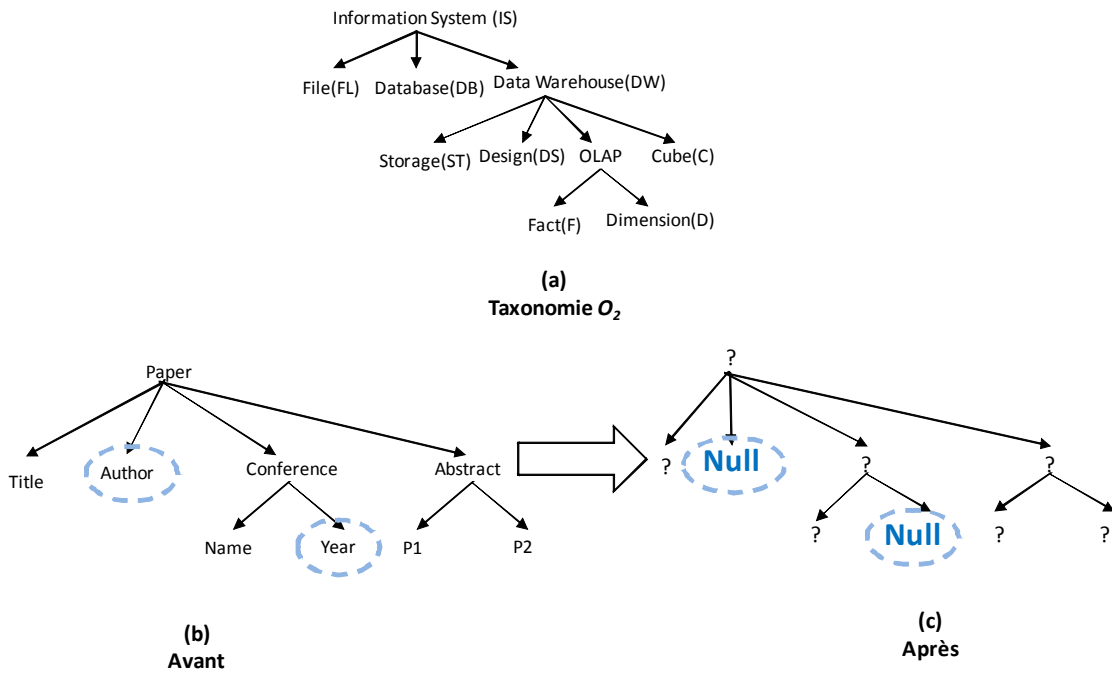 Information System (IS)
File(FL) Database(DB) Data Warehouse(DW)
Storage(ST) Design(DS) OLAP Cube(C)
Fact(F) Dimension(D)
(a)
Taxonomie O2
Paper
Title Author Conference Abstract
Name Year P1 P2
(b)
Avant
?
? Null ? ?
? Null ? ?
(c)
Après